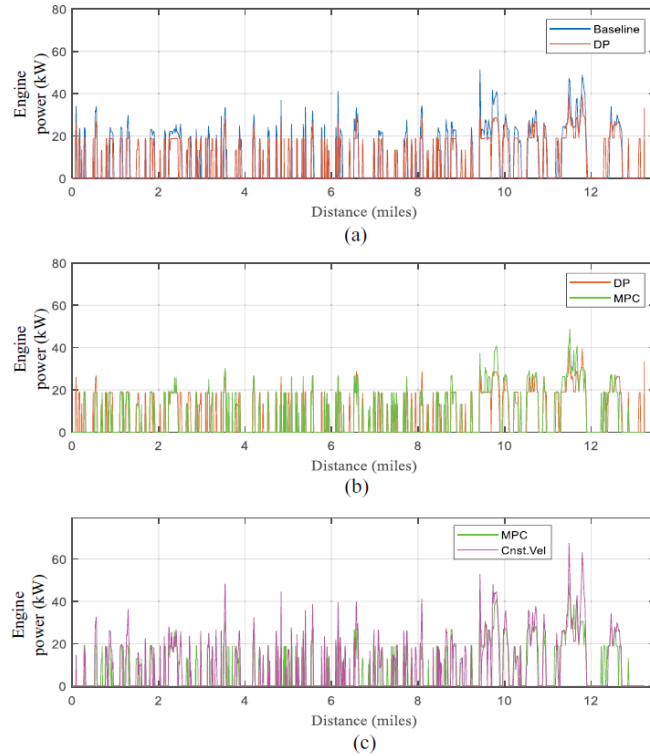 80
60
40
20
0
Engine
power (kW)
Baseline
DP
0 2 4 6 8 10 12
Distance (miles)
(a)
80
60
40
20
0
Engine
power (kW)
DP
MPC
0 2 4 6 8 10 12
Distance (miles)
(b)
60
40
20
0
Engine
power (kW)
MPC
Cnst.Vel
0 2 4 6 8 10 12
Distance (miles)
(c)